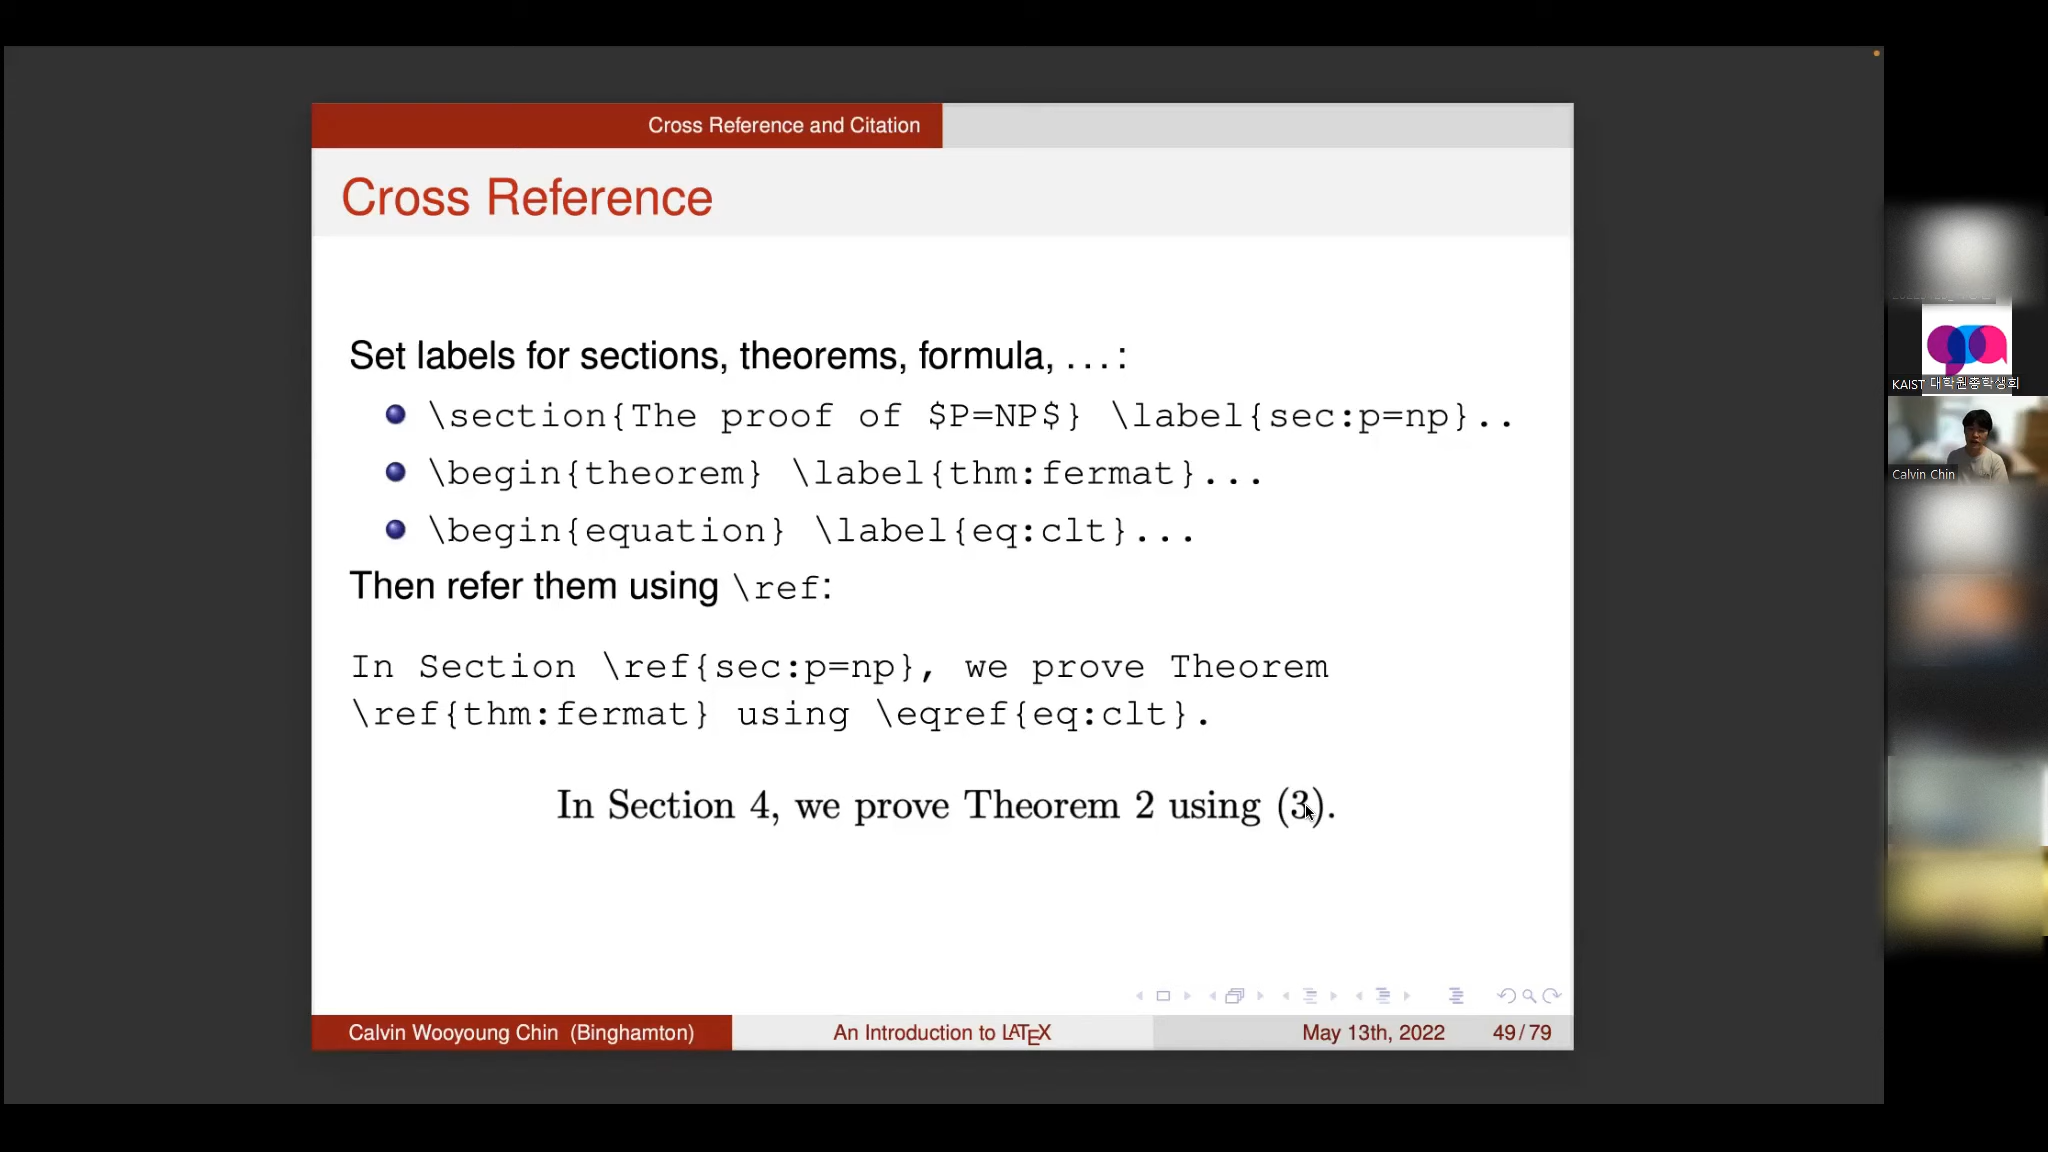 Cross Reference and Citation
Cross Reference
Set labels for sections, theorems, formula, ...:
\section{The proof of $P=NP$} \label{sec:p=np}..
\begin{theorem} \label{thm:fermat}...
\begin{equation} \label{eq:clt}...
Then refer them using \ref:
In Section \ref{sec:p=np}, we prove Theorem
\ref{thm:fermat} using \eqref{eq:clt}.
In Section 4, we prove Theorem 2 using (3).
Calvin Wooyoung Chin (Binghamton) An Introduction to LATEX May 13th, 2022 49/79
KAIST 대학원총학생회
Calvin Chin